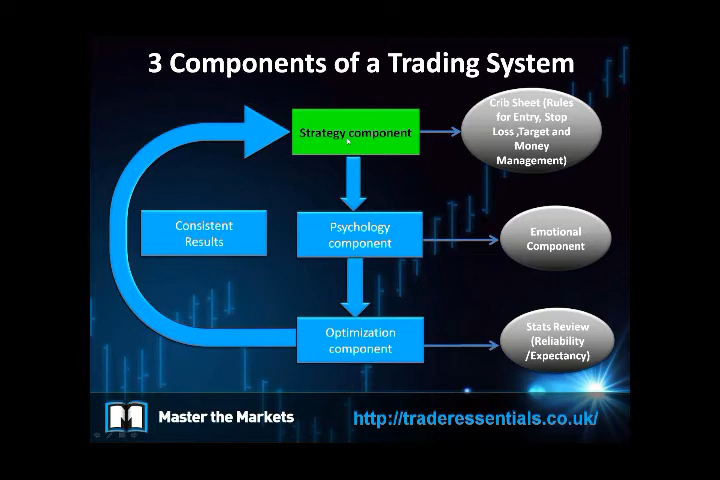 3 Components of a Trading System
Strategy component
Crib Sheet (Rules
for Entry, Stop
Loss ,Target and
Money
Management)
Consistent
Results
Psychology
component
Emotional
Component
Optimization
component
Stats Review
(Reliability
/Expectancy)
Master the Markets
http://traderessentials.co.uk/